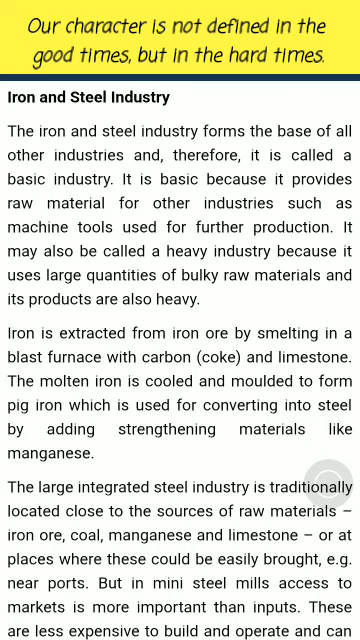 Our character is not defined in the
good times, but in the hard times.
Iron and Steel Industry
The iron and steel industry forms the base of all
other industries and, therefore, it is called a
basic industry. It is basic because it provides
raw material for other industries such as
machine tools used for further production. It
may also be called a heavy industry because it
uses large quantities of bulky raw materials and
its products are also heavy.
Iron is extracted from iron ore by smelting in a
blast furnace with carbon (coke) and limestone.
The molten iron is cooled and moulded to form
pig iron which is used for converting into steel
by adding strengthening materials like
manganese.
The large integrated steel industry is traditionally
located close to the sources of raw materials –
iron ore, coal, manganese and limestone – or at
places where these could be easily brought, e.g.
near ports. But in mini steel mills access to
markets is more important than inputs. These
are less expensive to build and operate and can